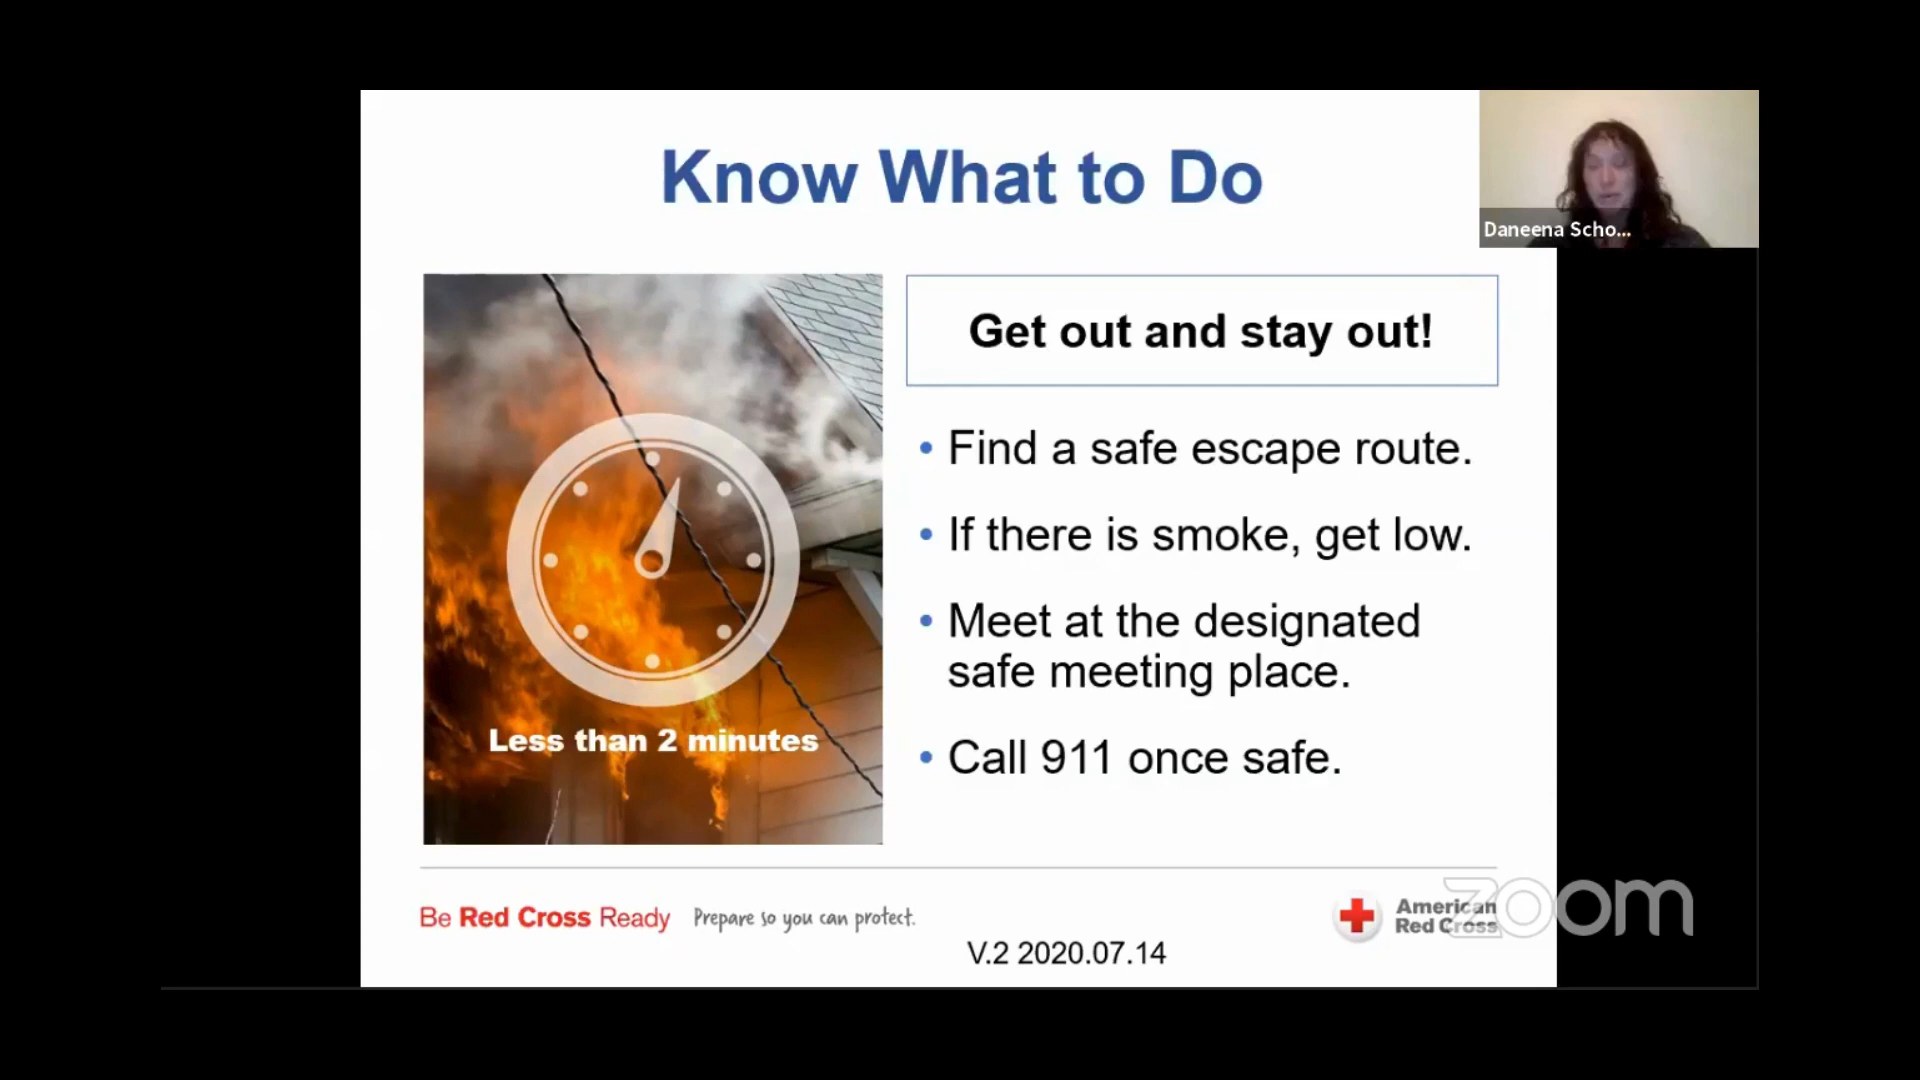 Know What to Do
Daneena Scho...
Get out and stay out!
• Find a safe escape route.
• If there is smoke, get low.
• Meet at the designated
safe meeting place.
• Call 911 once safe.
Less than 2 minutes
Be Red Cross Ready Prepare so you can protect.
American
Red Cross
zoom
V.2 2020.07.14